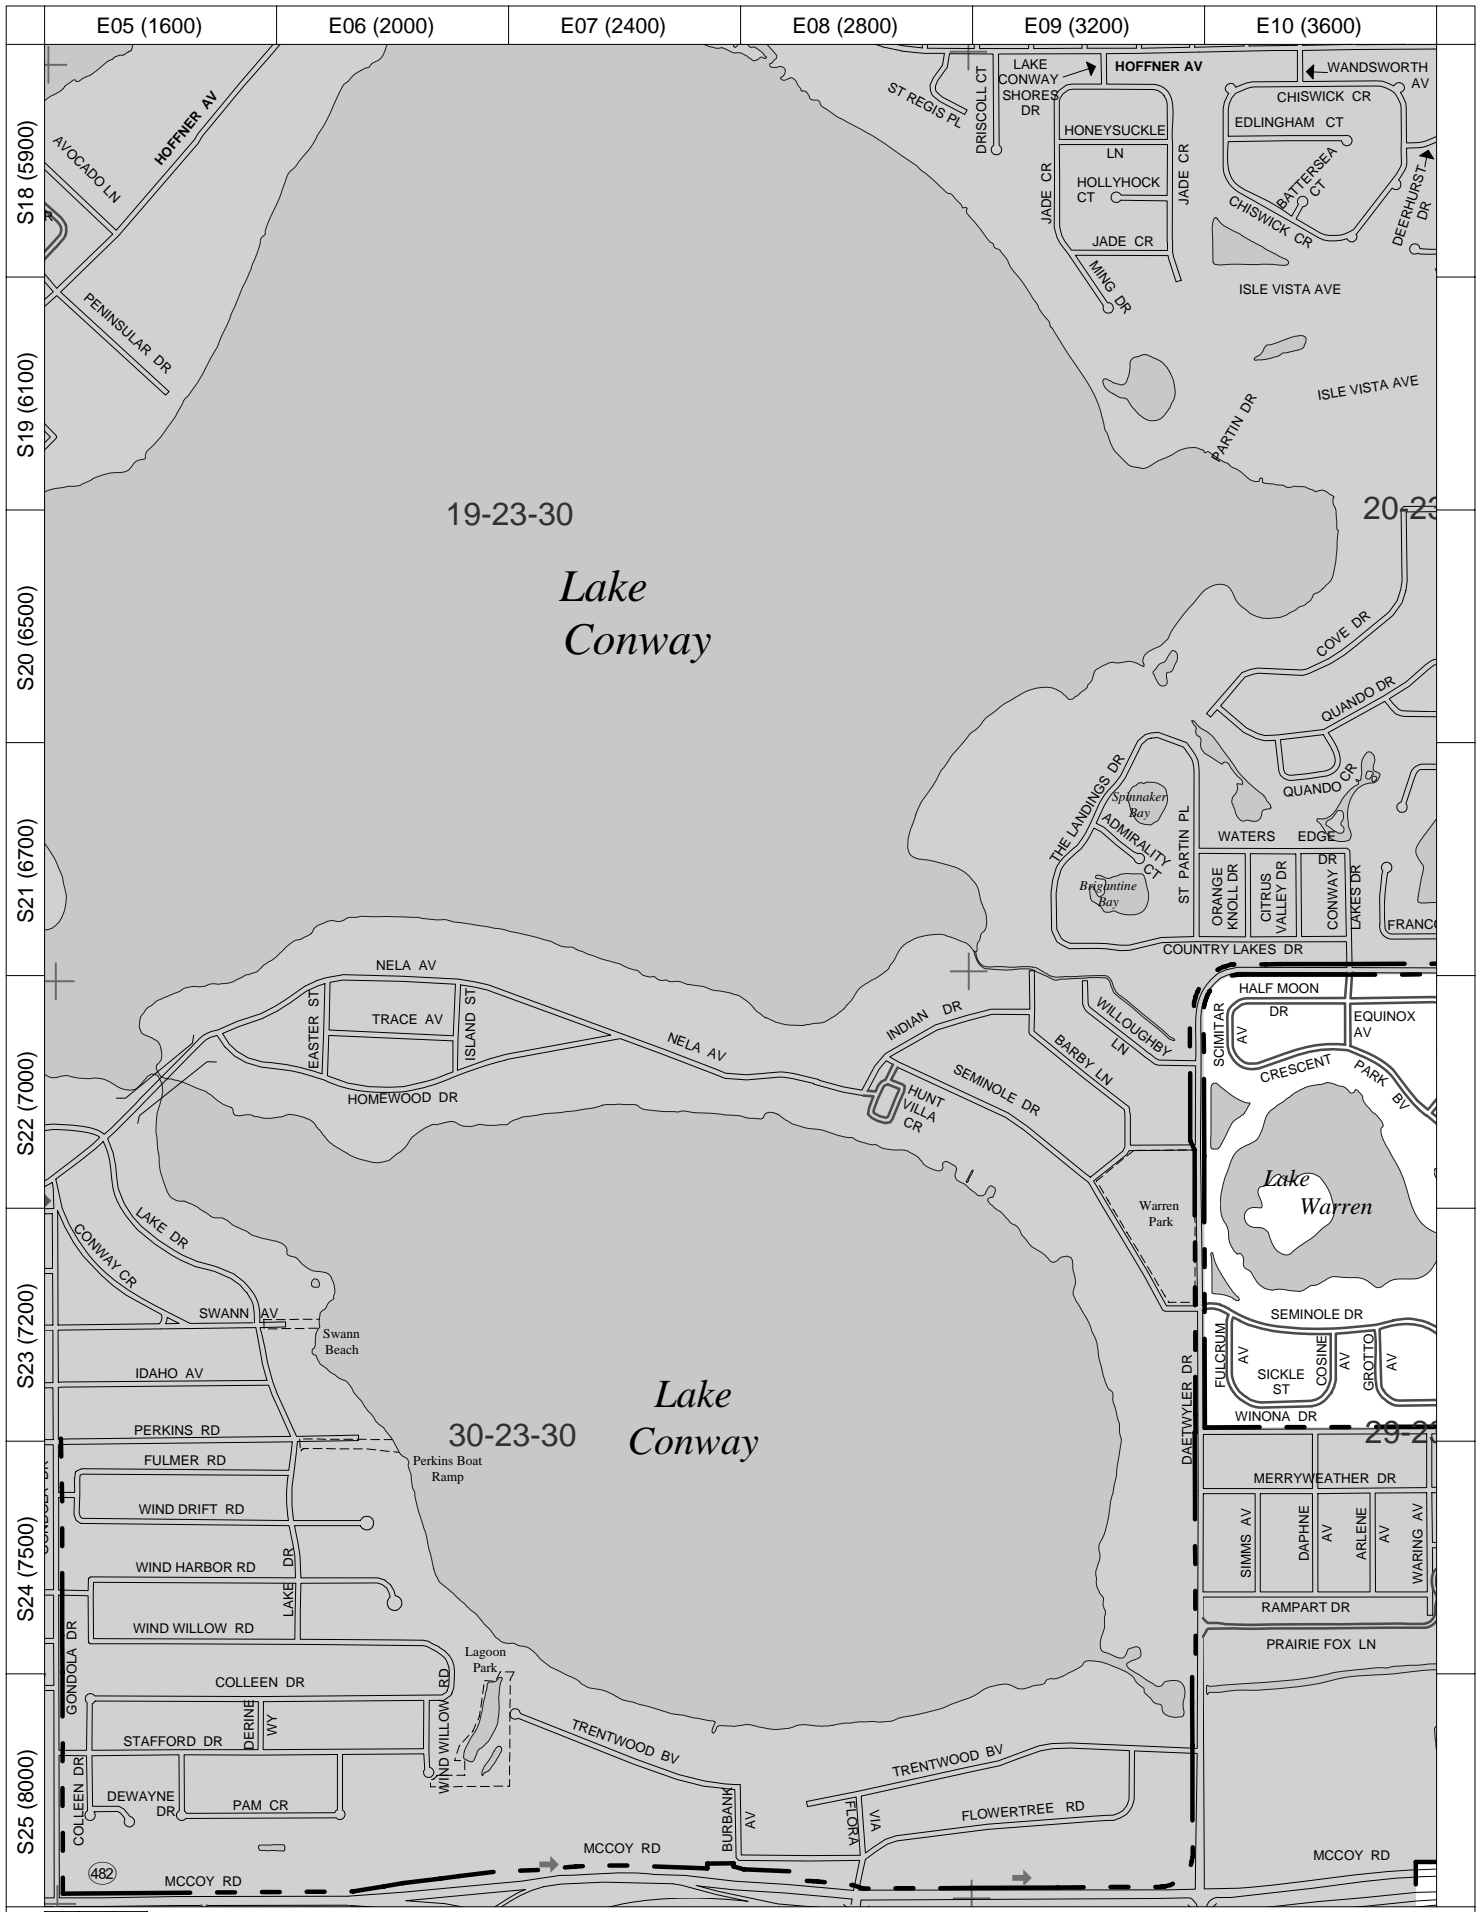 E05 (1600)
E06 (2000)
E07 (2400)
E08 (2800)
E09 (3200)
E10 (3600)
S18 (5900)
S19 (6100)
S20 (6500)
S21 (6700)
S22 (7000)
S23 (7200)
S24 (7500)
S25 (8000)
HOFFNER AV
AVOCADO LN
PENINSULAR DR
ST REGIS PL
DRISCOLL CT
LAKE
CONWAY
SHORES
DR
HOFFNER AV
WANDSWORTH
AV
CHISWICK CR
EDLINGHAM CT
HONEYSUCKLE
LN
JADE CR
JADE CR
HOLLYHOCK
CT
BATTERSEA
CT
CHISWICK CR
DEERHURST
DR
JADE CR
MING DR
ISLE VISTA AVE
ISLE VISTA AVE
PARTIN DR
19-23-30
20-23
Lake
Conway
COVE DR
QUANDO DR
QUANDO CR
THE LANDINGS DR
Spinnaker
Bay
ADMIRALITY
CT
Brigantine
Bay
ST PARTIN PL
WATERS EDGE
DR
ORANGE
KNOLL DR
CITRUS
VALLEY DR
CONWAY
LAKES DR
FRANCO
COUNTRY LAKES DR
NELA AV
EASTER ST
TRACE AV
ISLAND ST
HOMEWOOD DR
NELA AV
INDIAN DR
SEMINOLE DR
HUNT
VILLA
CR
BARBY LN
WILLOUGHBY
LN
HALF MOON
DR
SCIMITAR
AV
EQUINOX
AV
CRESCENT PARK BV
Lake
Warren
Warren
Park
LAKE DR
CONWAY CR
SWANN AV
Swann
Beach
IDAHO AV
PERKINS RD
Perkins Boat
Ramp
FULMER RD
WIND DRIFT RD
WIND HARBOR RD
LAKE DR
WIND WILLOW RD
GONDOLA DR
30-23-30
Lake
Conway
SEMINOLE DR
FULCRUM
AV
SICKLE
ST
COSINE
AV
GROTTO
AV
WINONA DR
29-23
DAETWYLER DR
MERRYWEATHER DR
SIMMS AV
DAPHNE
AV
ARLENE
AV
WARING AV
RAMPART DR
PRAIRIE FOX LN
Lagoon
Park
COLLEEN DR
DERINE
WY
STAFFORD DR
WIND WILLOW RD
COLLEEN DR
DEWAYNE
DR
PAM CR
TRENTWOOD BV
TRENTWOOD BV
BURBANK
AV
FLORA
VIA
FLOWERTREE RD
MCCOY RD
482
MCCOY RD
MCCOY RD